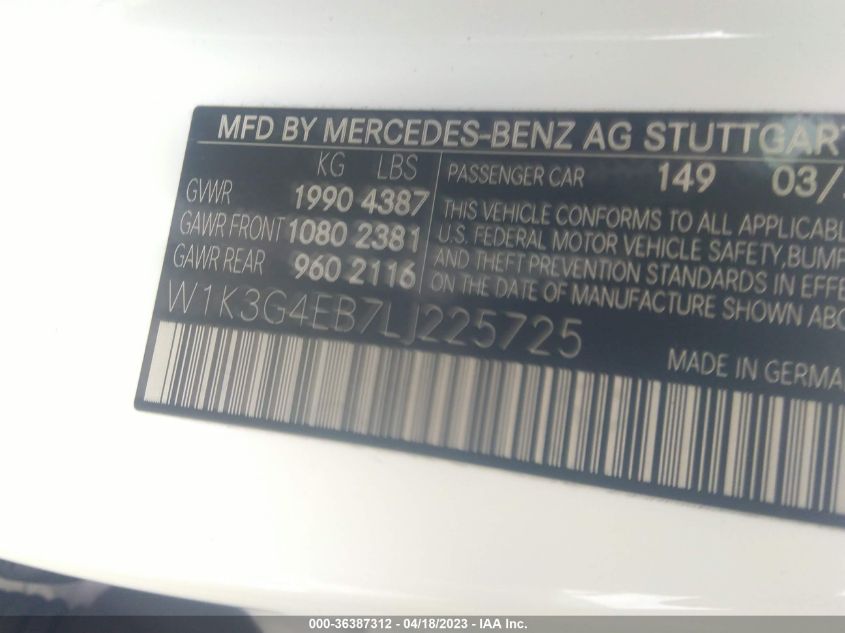 MFD BY MERCEDES-BENZ AG STUTTGART
KG LBS
GVWR 1990 4387
GAWR FRONT 1080 2381
GAWR REAR 960 2116
PASSENGER CAR 149 03/
THIS VEHICLE CONFORMS TO ALL APPLICABL
U.S. FEDERAL MOTOR VEHICLE SAFETY, BUMP
AND THEFT PREVENTION STANDARDS IN EFFE
ON THE DATE OF MANUFACTURE SHOWN ABO
W1K3G4EB7LJ225725
MADE IN GERMA
000-36387312 - 04/18/2023 - IAA Inc.